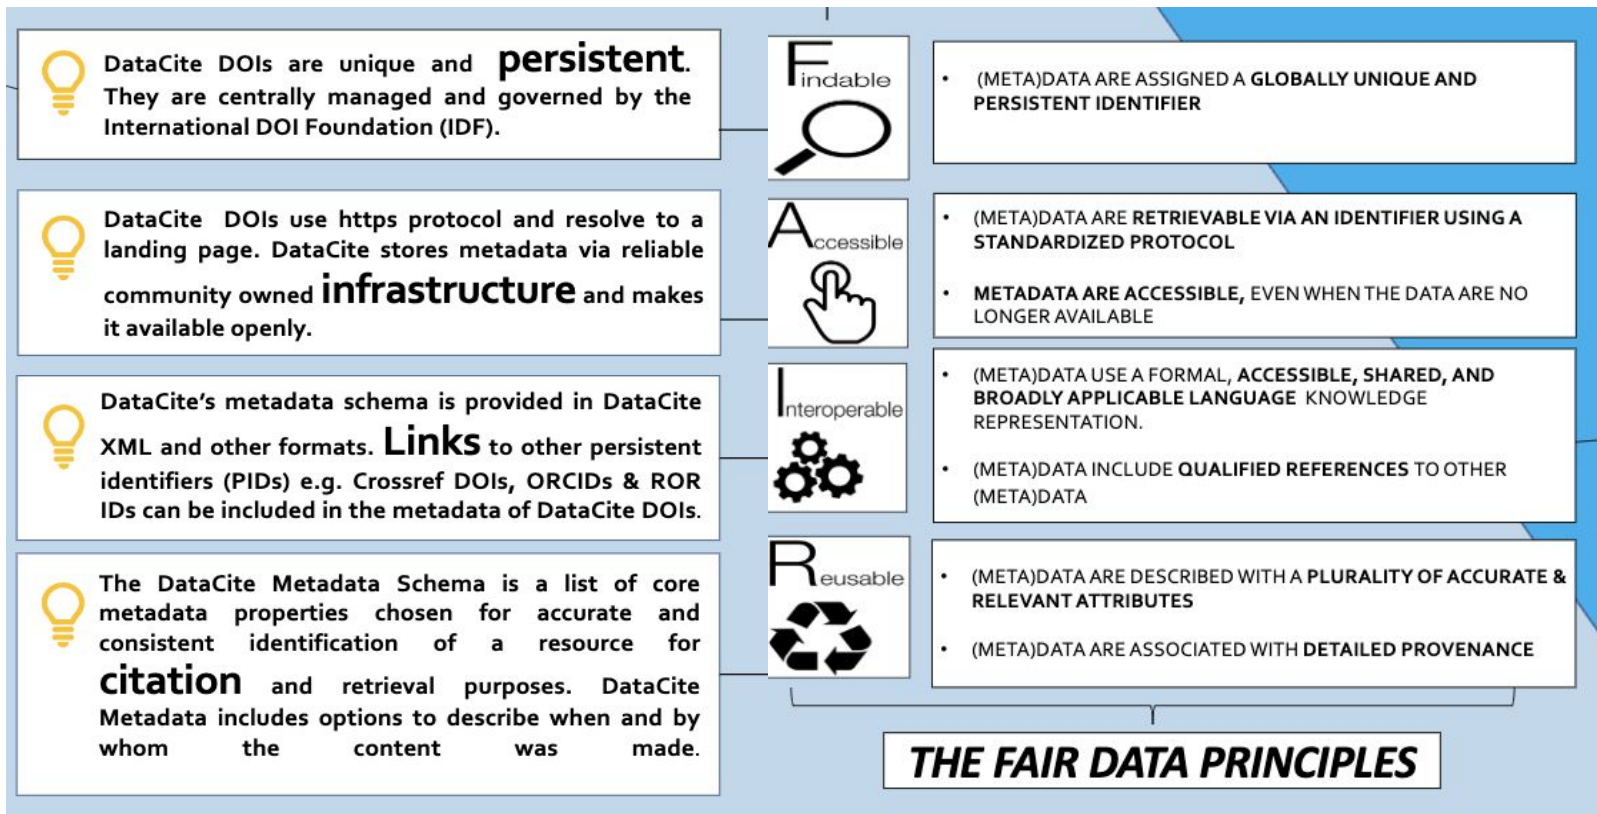 DataCite DOIs are unique and persistent.
They are centrally managed and governed by the
International DOI Foundation (IDF).
Findable
• (META)DATA ARE ASSIGNED A GLOBALLY UNIQUE AND
PERSISTENT IDENTIFIER
DataCite DOIs use https protocol and resolve to a
landing page. DataCite stores metadata via reliable
community owned infrastructure and makes
it available openly.
Accessible
• (META)DATA ARE RETRIEVABLE VIA AN IDENTIFIER USING A
STANDARDIZED PROTOCOL
• METADATA ARE ACCESSIBLE, EVEN WHEN THE DATA ARE NO
LONGER AVAILABLE
DataCite's metadata schema is provided in DataCite
XML and other formats. Links to other persistent
identifiers (PIDs) e.g. Crossref DOIs, ORCIDs & ROR
IDs can be included in the metadata of DataCite DOIs.
Interoperable
• (META)DATA USE A FORMAL, ACCESSIBLE, SHARED, AND
BROADLY APPLICABLE LANGUAGE KNOWLEDGE
REPRESENTATION.
• (META)DATA INCLUDE QUALIFIED REFERENCES TO OTHER
(META)DATA
The DataCite Metadata Schema is a list of core
metadata properties chosen for accurate and
consistent identification of a resource for
citation and retrieval purposes. DataCite
Metadata includes options to describe when and by
whom the content was made.
Reusable
• (META)DATA ARE DESCRIBED WITH A PLURALITY OF ACCURATE &
RELEVANT ATTRIBUTES
• (META)DATA ARE ASSOCIATED WITH DETAILED PROVENANCE
THE FAIR DATA PRINCIPLES